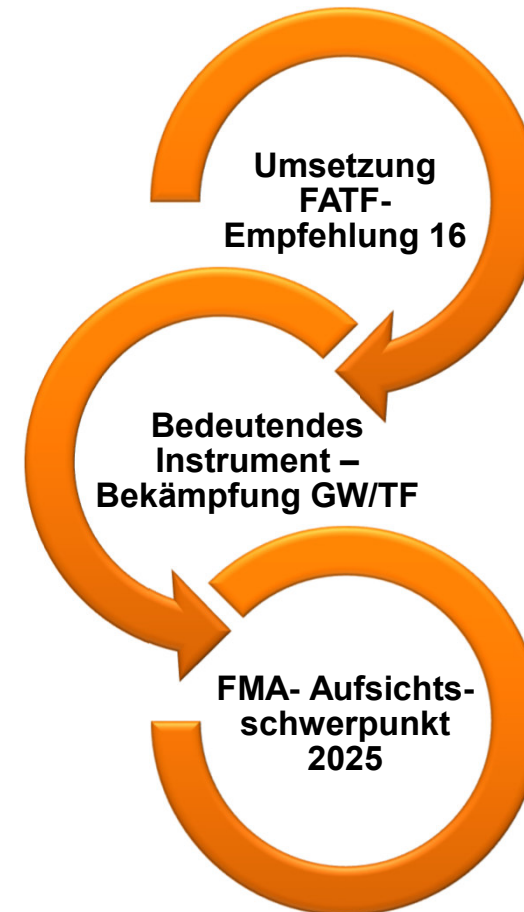 Umsetzung
FATF-
Empfehlung 16
Bedeutendes
Instrument –
Bekämpfung GW/TF
FMA- Aufsichts-
schwerpunkt
2025